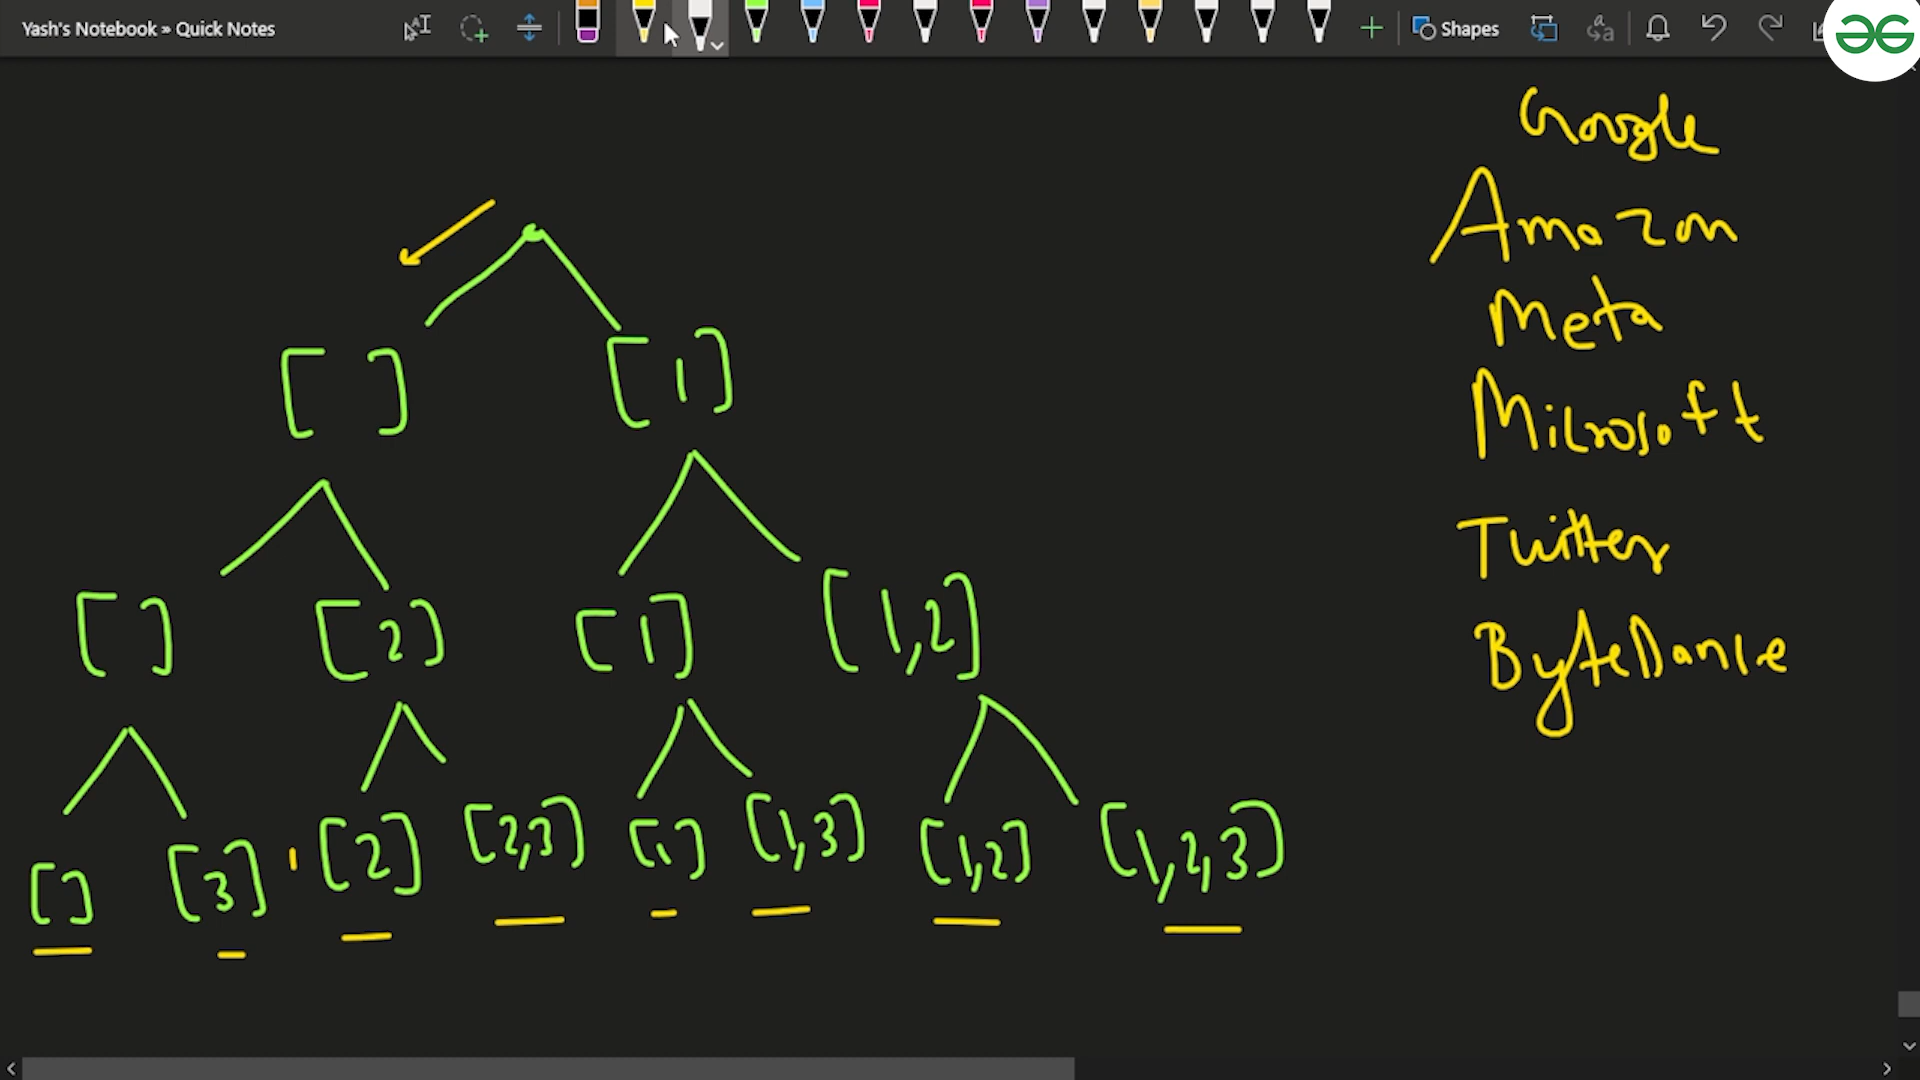 Yash's Notebook » Quick Notes
Shapes
Google
Amazon
Meta
Microsoft
Twitter
ByteDance
[ ] [1]
[ ] [2] [1] [1,2]
[] [3] [2] [2,3] [1] [1,3] [1,2] [1,2,3]